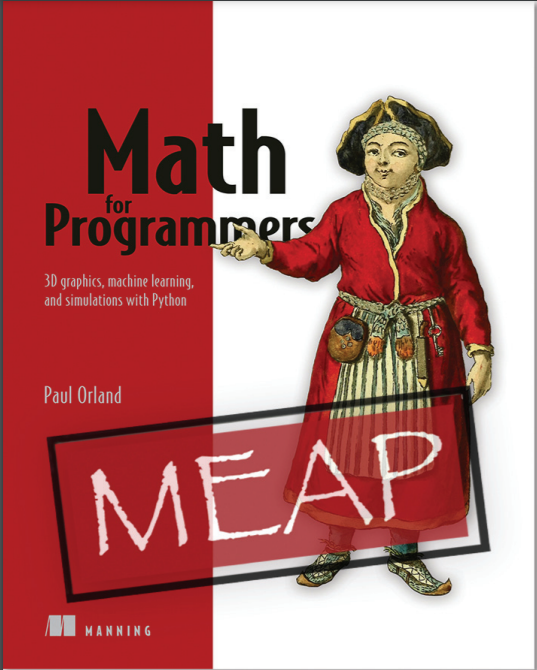 Math
for
Programmers
3D graphics, machine learning,
and simulations with Python
Paul Orland
MEAP
MANNING